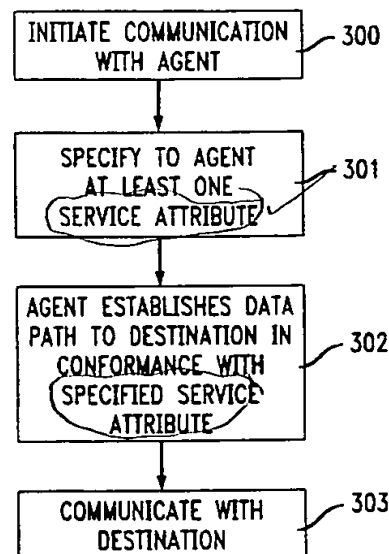 INITIATE COMMUNICATION
WITH AGENT
300
SPECIFY TO AGENT
AT LEAST ONE
SERVICE ATTRIBUTE
301
AGENT ESTABLISHES DATA
PATH TO DESTINATION IN
CONFORMANCE WITH
SPECIFIED SERVICE
ATTRIBUTE
302
COMMUNICATE WITH
DESTINATION
303